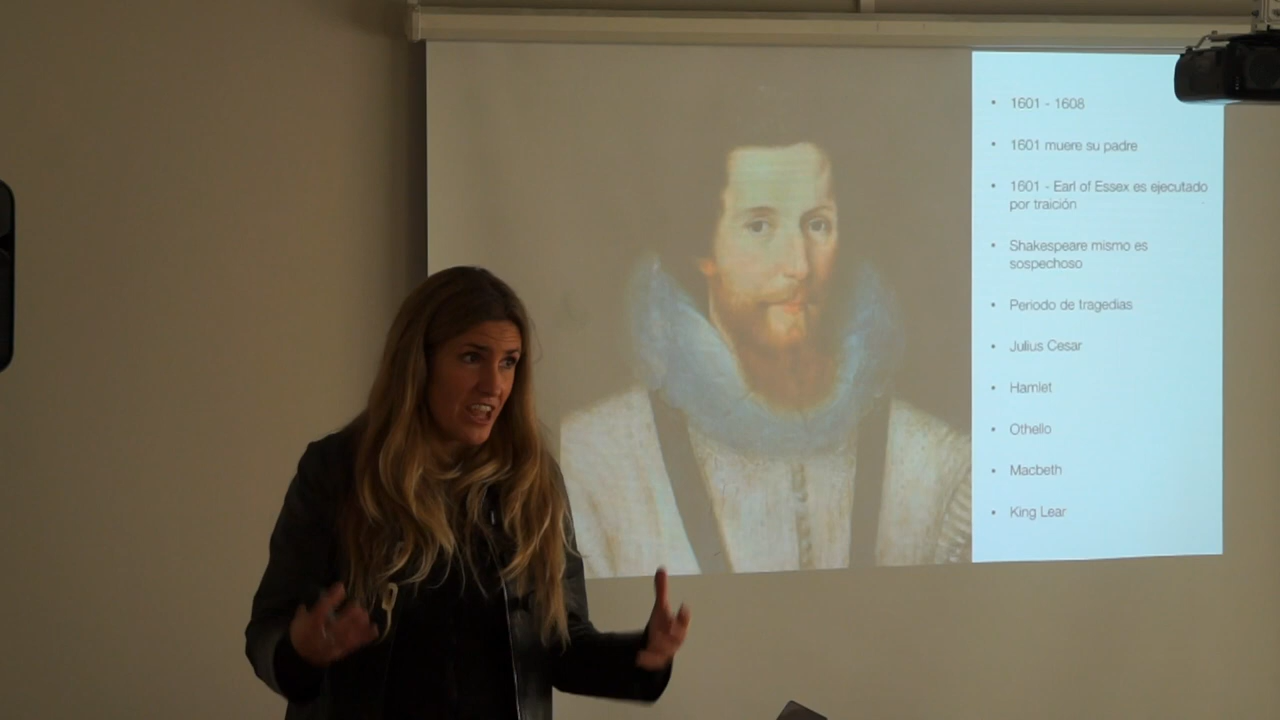 1601 - 1608
1601 muere su padre
1601 - Earl of Essex es ejecutado
por traición
Shakespeare mismo es
sospechoso
Periodo de tragedias
Julius Cesar
Hamlet
Othello
Macbeth
King Lear